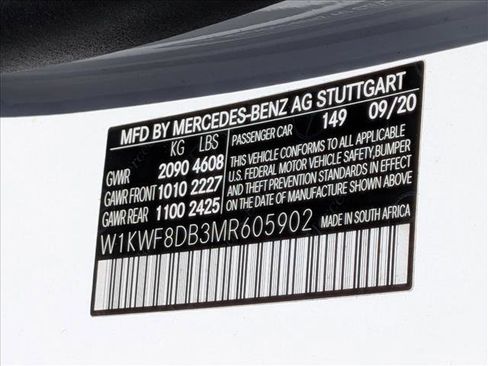 MFD BY MERCEDES-BENZ AG STUTTGART
KG LBS PASSENGER CAR 149 09/20
GVWR 2090 4608
GAWR FRONT 1010 2227
GAWR REAR 1100 2425
THIS VEHICLE CONFORMS TO ALL APPLICABLE
U.S. FEDERAL MOTOR VEHICLE SAFETY, BUMPER
AND THEFT PREVENTION STANDARDS IN EFFECT
ON THE DATE OF MANUFACTURE SHOWN ABOVE
W1KWF8DB3MR605902 MADE IN SOUTH AFRICA